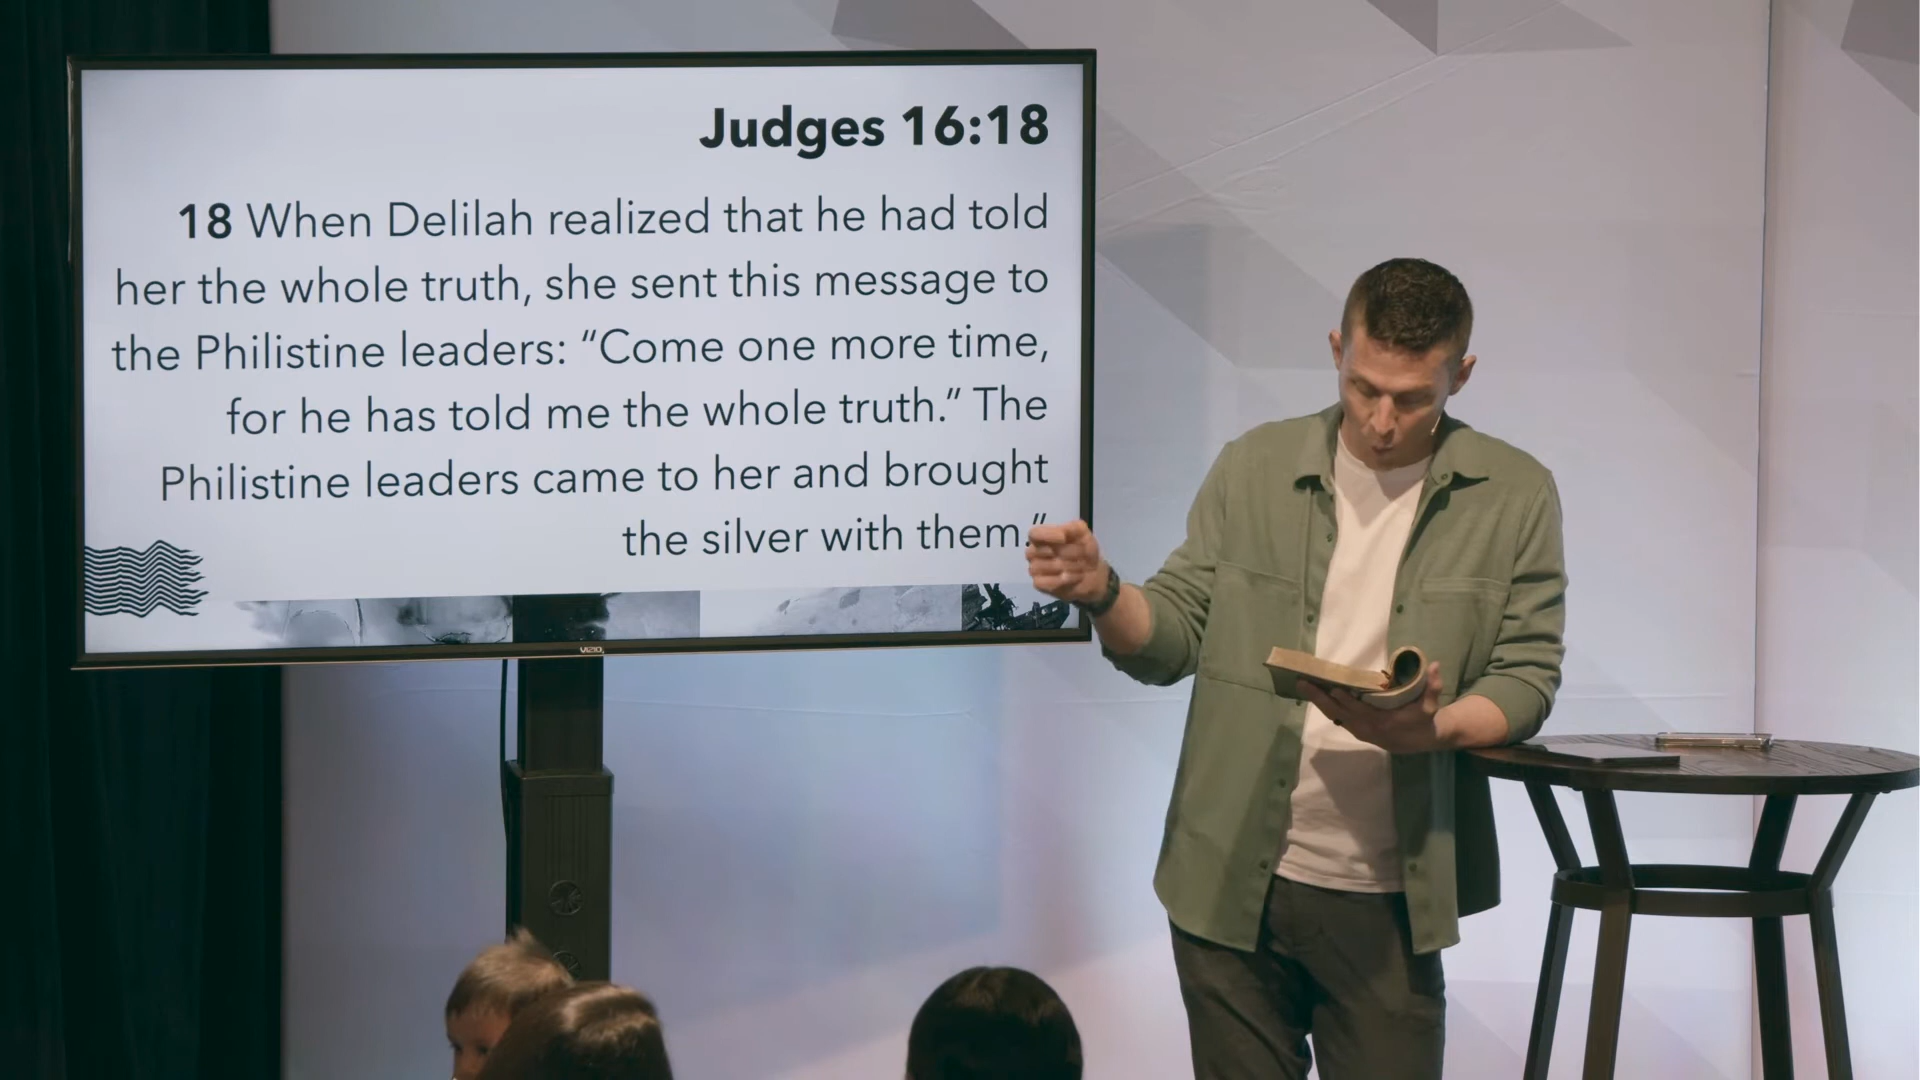 Judges 16:18
18 When Delilah realized that he had told
her the whole truth, she sent this message to
the Philistine leaders: “Come one more time,
for he has told me the whole truth.” The
Philistine leaders came to her and brought
the silver with them.”
VIZIO